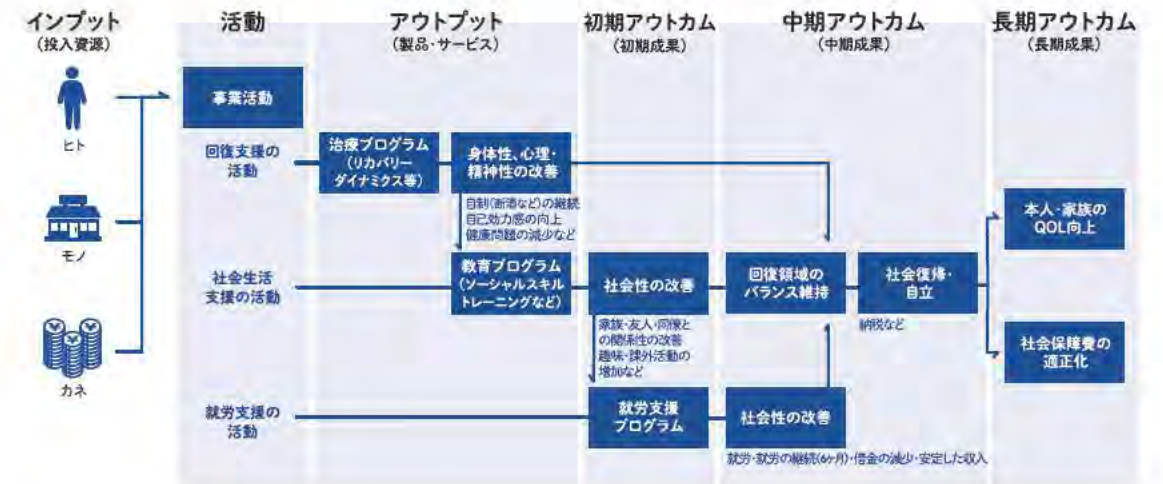 インプット
(投入資源)
活動
アウトプット
(製品・サービス)
初期アウトカム
(初期成果)
中期アウトカム
(中期成果)
長期アウトカム
(長期成果)
ヒト
モノ
カネ
事業活動
回復支援の
活動
治療プログラム
(リカバリー
ダイナミクス等)
身体性、心理・
精神性の改善
自制(断酒など)の継続
自己効力感の向上
健康問題の減少など
社会生活
支援の活動
教育プログラム
(ソーシャルスキル
トレーニングなど)
社会性の改善
家族・友人・同僚と
の関係性の改善
趣味・課外活動の
増加など
回復領域の
バランス維持
社会復帰・
自立
納税など
本人・家族の
QOL向上
社会保障費の
適正化
就労支援の
活動
就労支援
プログラム
社会性の改善
就労・就労の継続(6ヶ月)・借金の減少・安定した収入